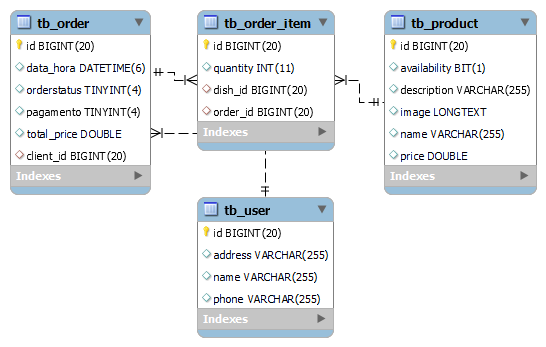 tb_order
id BIGINT(20)
data_hora DATETIME(6)
orderstatus TINYINT(4)
pagamento TINYINT(4)
total_price DOUBLE
client_id BIGINT(20)
Indexes
tb_order_item
id BIGINT(20)
quantity INT(11)
dish_id BIGINT(20)
order_id BIGINT(20)
Indexes
tb_product
id BIGINT(20)
availability BIT(1)
description VARCHAR(255)
image LONGTEXT
name VARCHAR(255)
price DOUBLE
Indexes
tb_user
id BIGINT(20)
address VARCHAR(255)
name VARCHAR(255)
phone VARCHAR(255)
Indexes